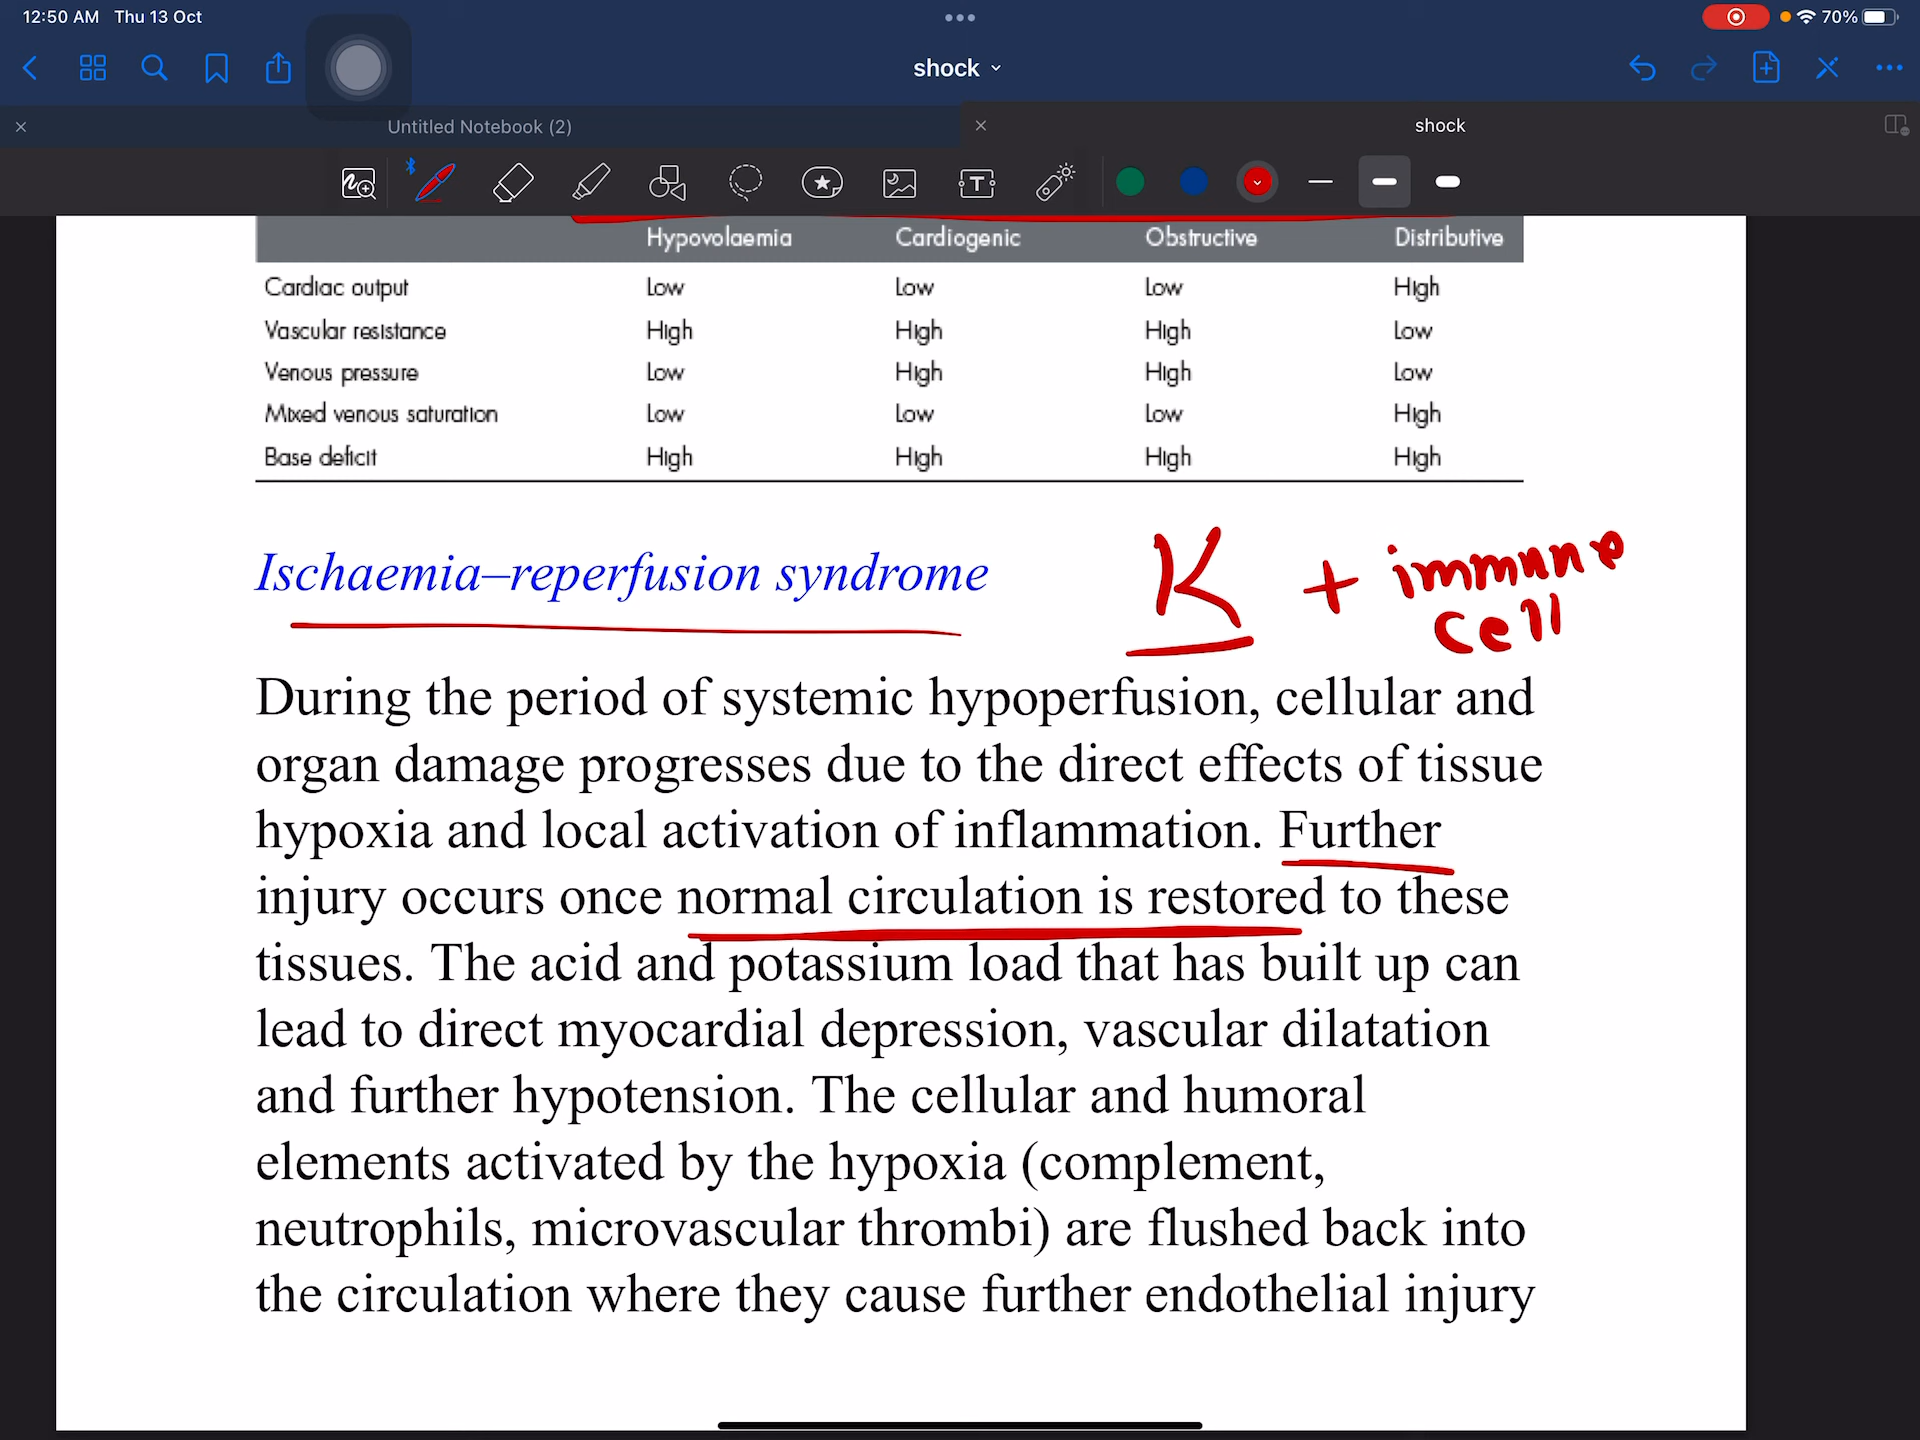 12:50 AM Thu 13 Oct
70%
shock
Untitled Notebook (2)
shock
Hypovolaemia Cardiogenic Obstructive Distributive
Cardiac output Low Low Low High
Vascular resistance High High High Low
Venous pressure Low High High Low
Mixed venous saturation Low Low Low High
Base deficit High High High High
Ischaemia–reperfusion syndrome
K + immune
cell
During the period of systemic hypoperfusion, cellular and
organ damage progresses due to the direct effects of tissue
hypoxia and local activation of inflammation. Further
injury occurs once normal circulation is restored to these
tissues. The acid and potassium load that has built up can
lead to direct myocardial depression, vascular dilatation
and further hypotension. The cellular and humoral
elements activated by the hypoxia (complement,
neutrophils, microvascular thrombi) are flushed back into
the circulation where they cause further endothelial injury